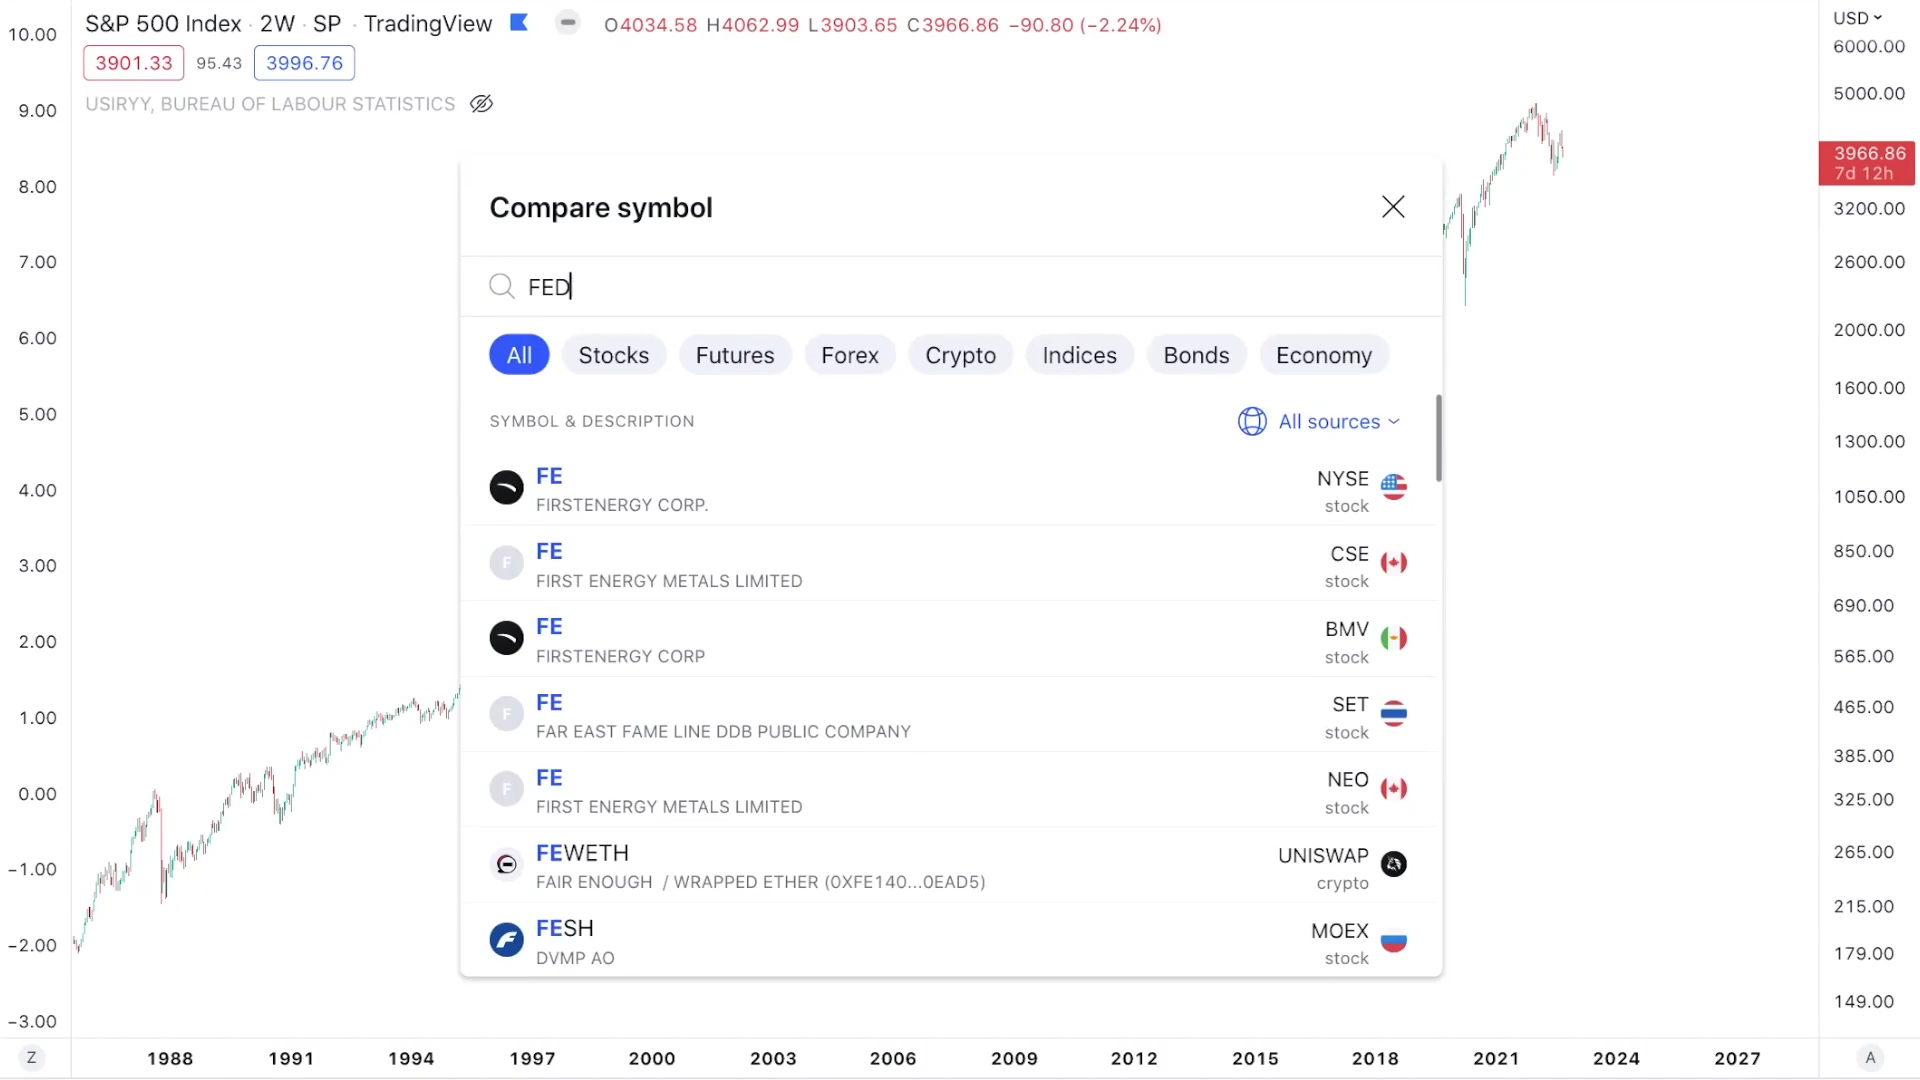 S&P 500 Index · 2W · SP · TradingView
O4034.58 H4062.99 L3903.65 C3966.86 −90.80 (−2.24%)
3901.33 95.43 3996.76
USIRYY, BUREAU OF LABOUR STATISTICS
10.00
9.00
8.00
7.00
6.00
5.00
4.00
3.00
2.00
1.00
0.00
−1.00
−2.00
−3.00
Compare symbol
FED
All Stocks Futures Forex Crypto Indices Bonds Economy
SYMBOL & DESCRIPTION All sources
FE NYSE
FIRSTENERGY CORP. stock
F FE CSE
FIRST ENERGY METALS LIMITED stock
FE BMV
FIRSTENERGY CORP stock
F FE SET
FAR EAST FAME LINE DDB PUBLIC COMPANY stock
F FE NEO
FIRST ENERGY METALS LIMITED stock
FEWETH UNISWAP
FAIR ENOUGH / WRAPPED ETHER (0XFE140...0EAD5) crypto
FESH MOEX
DVMP AO stock
USD
6000.00
5000.00
3966.86
7d 12h
3200.00
2600.00
2000.00
1600.00
1300.00
1050.00
850.00
690.00
565.00
465.00
385.00
325.00
265.00
215.00
179.00
149.00
Z 1988 1991 1994 1997 2000 2003 2006 2009 2012 2015 2018 2021 2024 2027 A